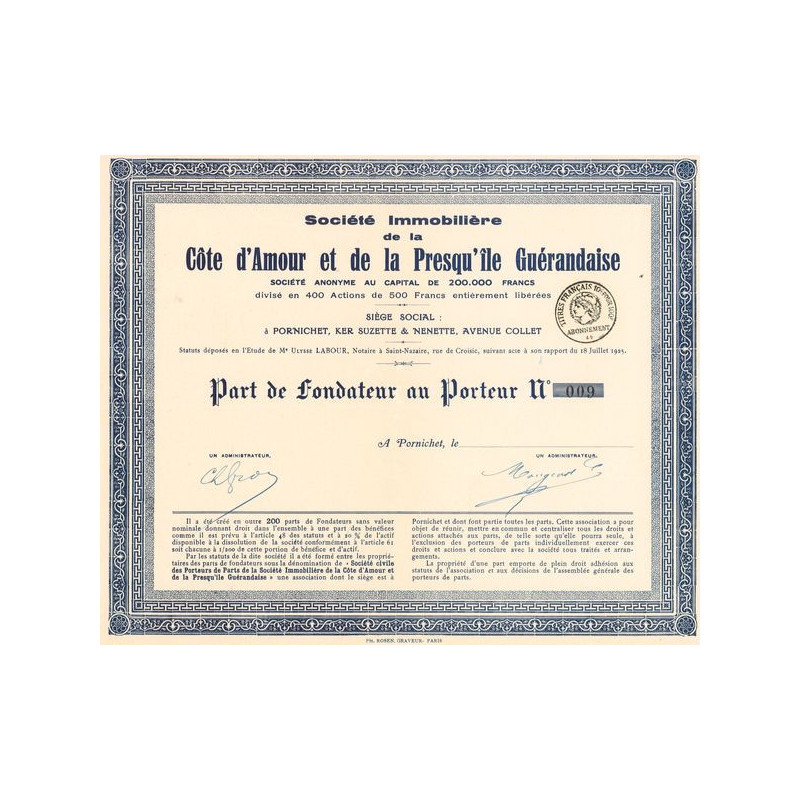 Société Immobilière
de la
Côte d'Amour et de la Presqu'île Guérandaise
SOCIÉTÉ ANONYME AU CAPITAL DE 200.000 FRANCS
divisé en 400 Actions de 500 Francs entièrement libérées
SIÈGE SOCIAL :
à PORNICHET, KER SUZETTE & 'NENETTE, AVENUE COLLET
TITRES FRANÇAIS
ABONNEMENT
Statuts déposés en l'Etude de Me ULYSSE LABOUR, Notaire à Saint-Nazaire, rue de Croisic, suivant acte à son rapport du 18 Juillet 1925.
Part de Fondateur au Porteur N° 009
A Pornichet, le
UN ADMINISTRATEUR,
UN ADMINISTRATEUR,
Il a été créé en outre 200 parts de Fondateurs sans valeur
nominale donnant droit dans l'ensemble à une part des bénéfices
comme il est prévu à l'article 48 des statuts et à 20 % de l'actif
disponible à la dissolution de la société conformément à l'article 61
soit chacune à 1/200 de cette portion de bénéfice et d'actif.
Par les statuts de la dite société il a été formé entre les proprié-
taires des parts de fondateurs sous la dénomination de « Société civile
des Porteurs de Parts de la Société Immobilière de la Côte d'Amour et
de la Presqu'île Guérandaise » une association dont le siège est à
Pornichet et dont font partie toutes les parts. Cette association a pour
objet de réunir, mettre en commun et centraliser tous les droits et
actions attachés aux parts, de telle sorte qu'elle pourra seule, à
l'exclusion des porteurs de parts individuellement exercer ces
droits et actions et conclure avec la société tous traités et arran-
gements.
La propriété d'une part emporte de plein droit adhésion aux
statuts de l'association et aux décisions de l'assemblée générale des
porteurs de parts.
PH. ROSEN, GRAVEUR- PARIS